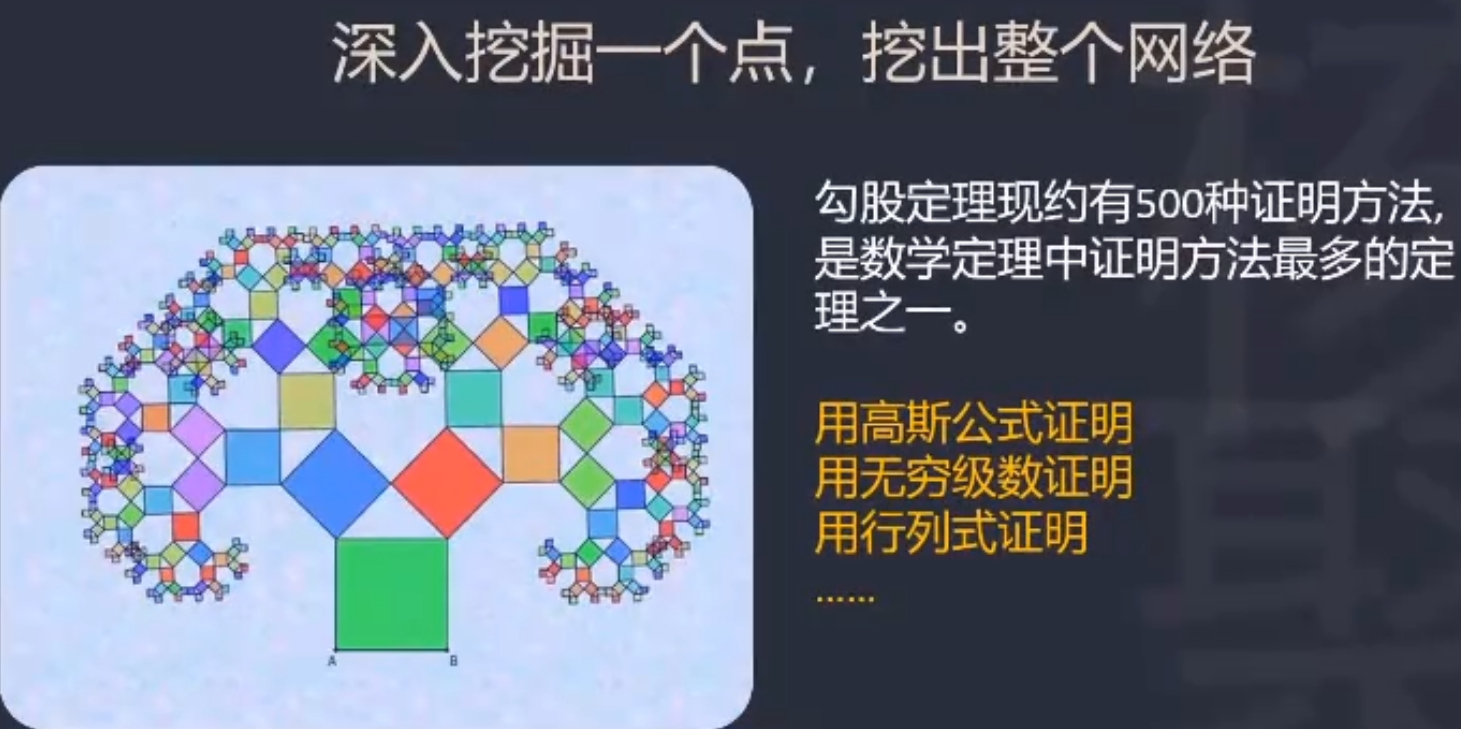 深入挖掘一个点，挖出整个网络
勾股定理现约有500种证明方法，
是数学定理中证明方法最多的定
理之一。
用高斯公式证明
用无穷级数证明
用行列式证明
……
A
B